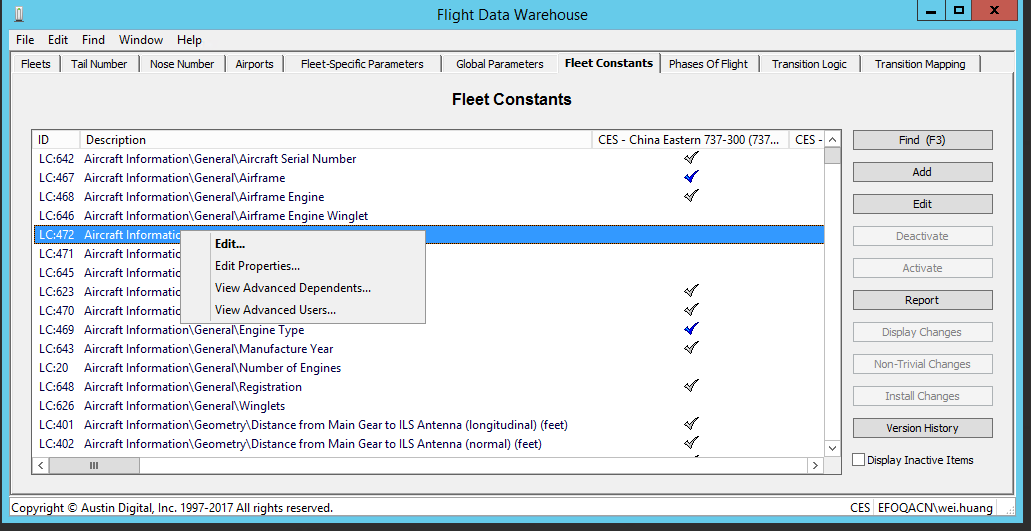 Flight Data Warehouse
File Edit Find Window Help
Fleets Tail Number Nose Number Airports Fleet-Specific Parameters Global Parameters Fleet Constants Phases Of Flight Transition Logic Transition Mapping
Fleet Constants
ID Description CES - China Eastern 737-300 (737... CES -
LC:642 Aircraft Information\General\Aircraft Serial Number
LC:467 Aircraft Information\General\Airframe
LC:468 Aircraft Information\General\Airframe Engine
LC:646 Aircraft Information\General\Airframe Engine Winglet
LC:472 Aircraft Informatio
LC:471 Aircraft Informatio
LC:645 Aircraft Informatio
LC:623 Aircraft Informatio
LC:470 Aircraft Informatio
LC:469 Aircraft Information\General\Engine Type
LC:643 Aircraft Information\General\Manufacture Year
LC:20 Aircraft Information\General\Number of Engines
LC:648 Aircraft Information\General\Registration
LC:626 Aircraft Information\General\Winglets
LC:401 Aircraft Information\Geometry\Distance from Main Gear to ILS Antenna (longitudinal) (feet)
LC:402 Aircraft Information\Geometry\Distance from Main Gear to ILS Antenna (normal) (feet)
Edit...
Edit Properties...
View Advanced Dependents...
View Advanced Users...
Find (F3)
Add
Edit
Deactivate
Activate
Report
Display Changes
Non-Trivial Changes
Install Changes
Version History
Display Inactive Items
Copyright © Austin Digital, Inc. 1997-2017 All rights reserved. CES EFOQACN\wei.huang